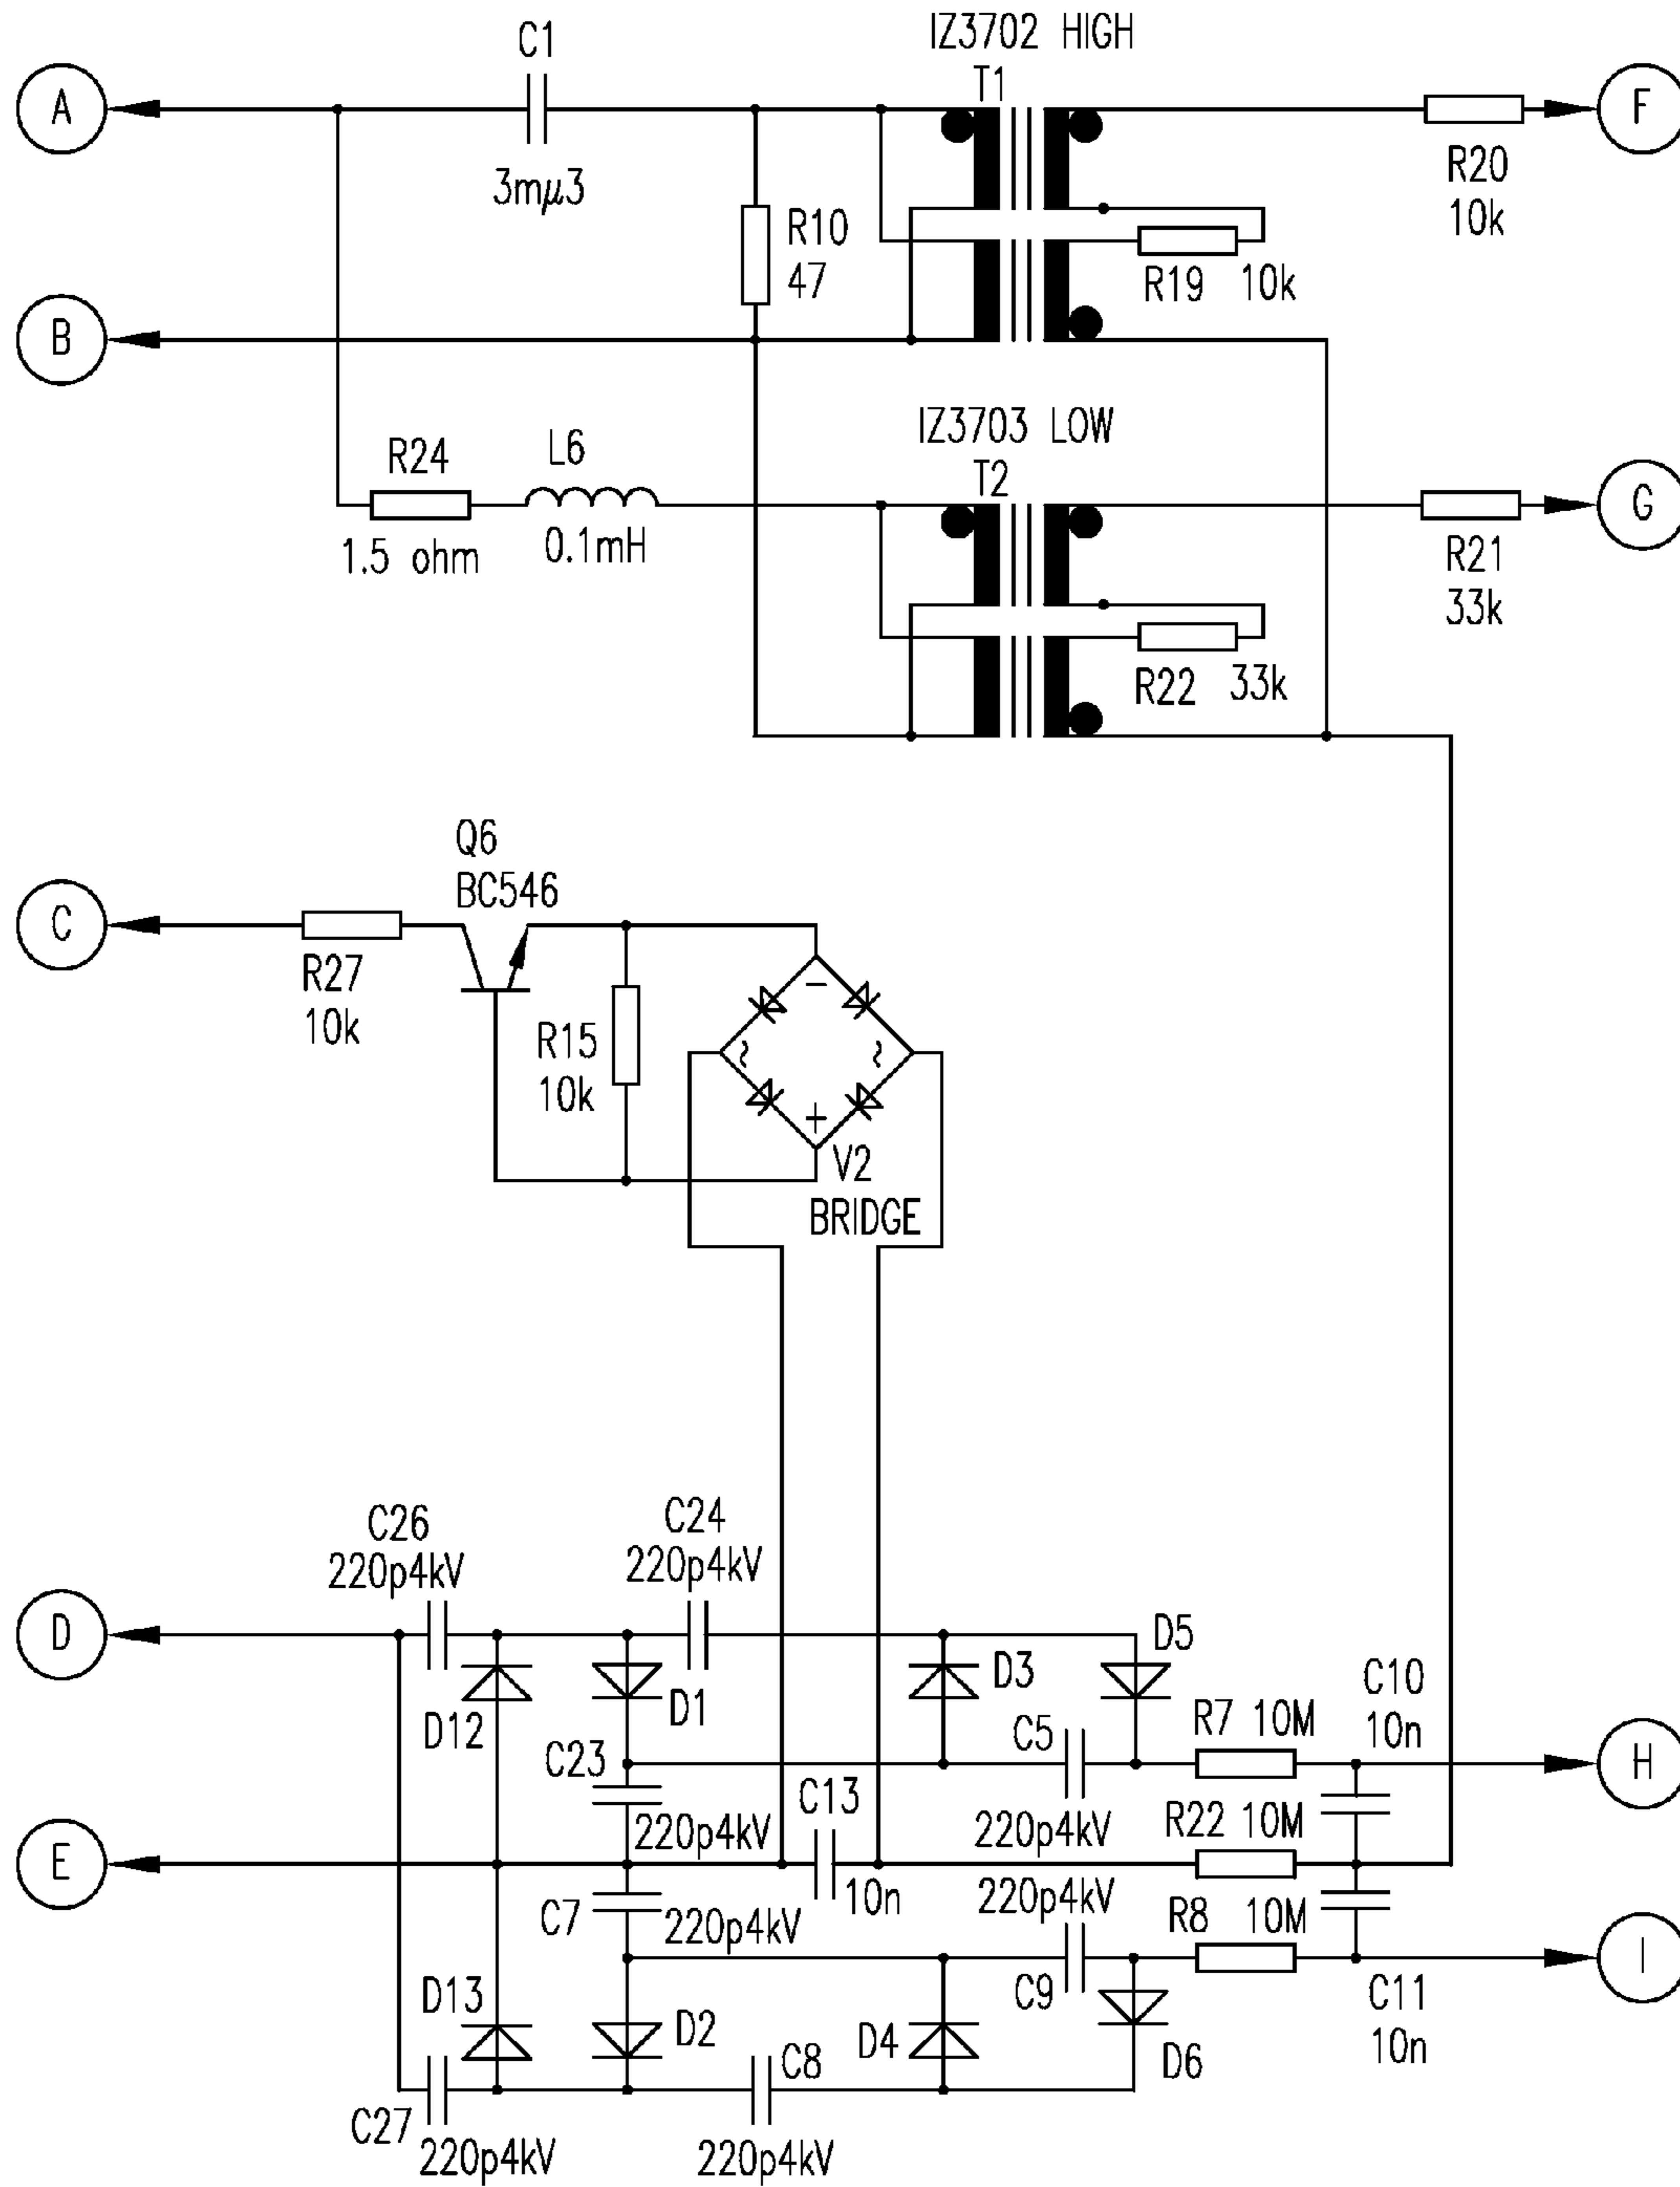 C1
IZ3702 HIGH
T1
A
F
3mμ3
R10
47
R20
10k
R19 10k
B
IZ3703 LOW
T2
R24
L6
G
1.5 ohm
0.1mH
R21
33k
R22 33k
Q6
BC546
C
R27
10k
R15
10k
−
~ ~
+
V2
BRIDGE
C26
220p4kV
C24
220p4kV
D
D5
D3
D1
D12
C10
10n
R7 10M
C5
C23
H
C13
220p4kV
220p4kV
R22 10M
E
10n
220p4kV
C7
220p4kV
R8 10M
I
D13
C9
C11
10n
D2
D4
C8
D6
C27
220p4kV
220p4kV